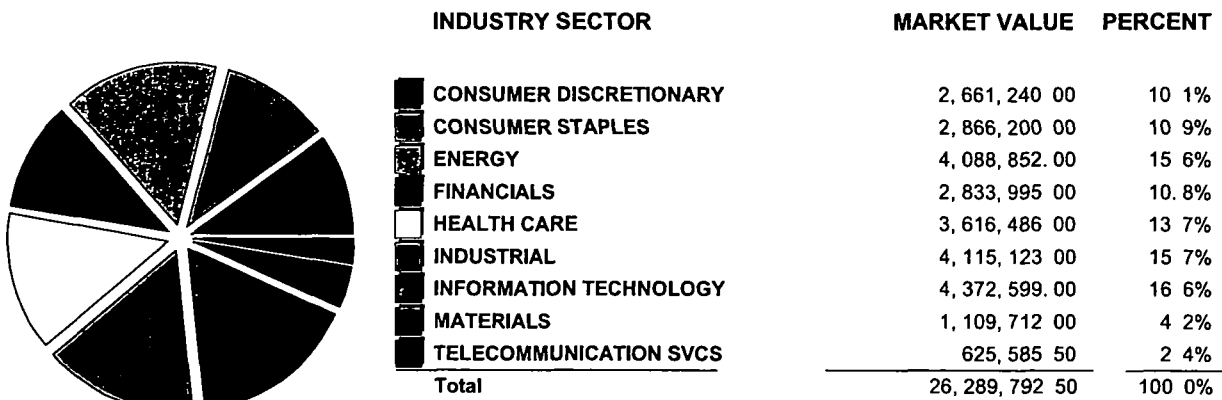 INDUSTRY SECTOR MARKET VALUE PERCENT
CONSUMER DISCRETIONARY 2, 661, 240 00 10 1%
CONSUMER STAPLES 2, 866, 200 00 10 9%
ENERGY 4, 088, 852. 00 15 6%
FINANCIALS 2, 833, 995 00 10. 8%
HEALTH CARE 3, 616, 486 00 13 7%
INDUSTRIAL 4, 115, 123 00 15 7%
INFORMATION TECHNOLOGY 4, 372, 599. 00 16 6%
MATERIALS 1, 109, 712 00 4 2%
TELECOMMUNICATION SVCS 625, 585 50 2 4%
Total 26, 289, 792 50 100 0%